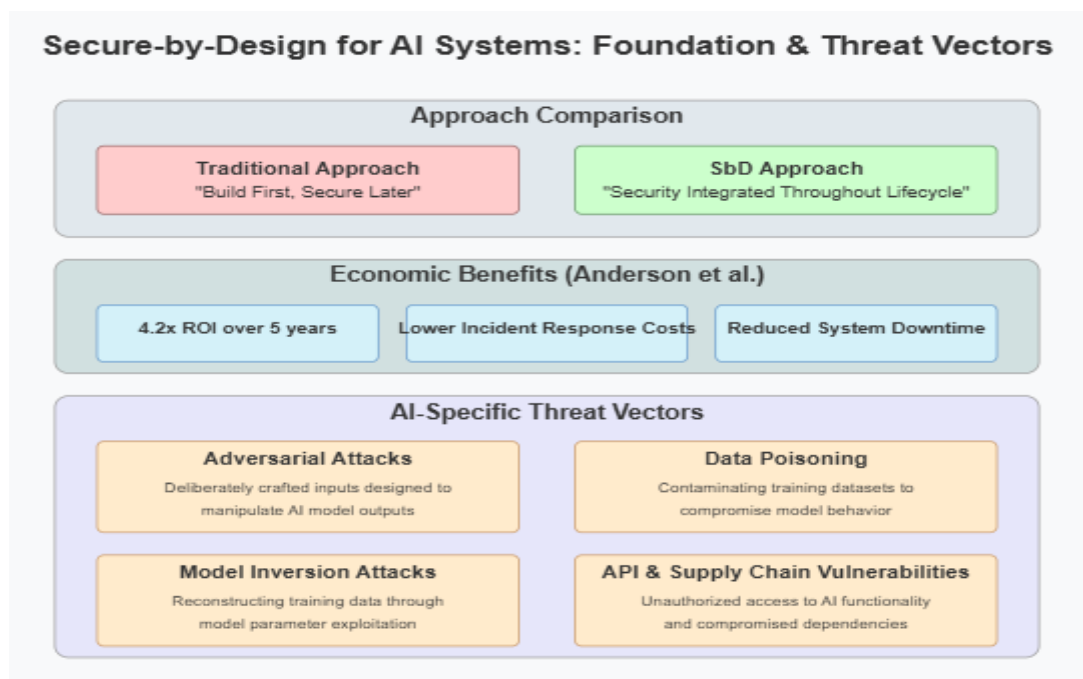 Secure-by-Design for AI Systems: Foundation & Threat Vectors
Approach Comparison
Traditional Approach
"Build First, Secure Later"
SbD Approach
"Security Integrated Throughout Lifecycle"
Economic Benefits (Anderson et al.)
4.2x ROI over 5 years
Lower Incident Response Costs
Reduced System Downtime
AI-Specific Threat Vectors
Adversarial Attacks
Deliberately crafted inputs designed to
manipulate AI model outputs
Data Poisoning
Contaminating training datasets to
compromise model behavior
Model Inversion Attacks
Reconstructing training data through
model parameter exploitation
API & Supply Chain Vulnerabilities
Unauthorized access to AI functionality
and compromised dependencies